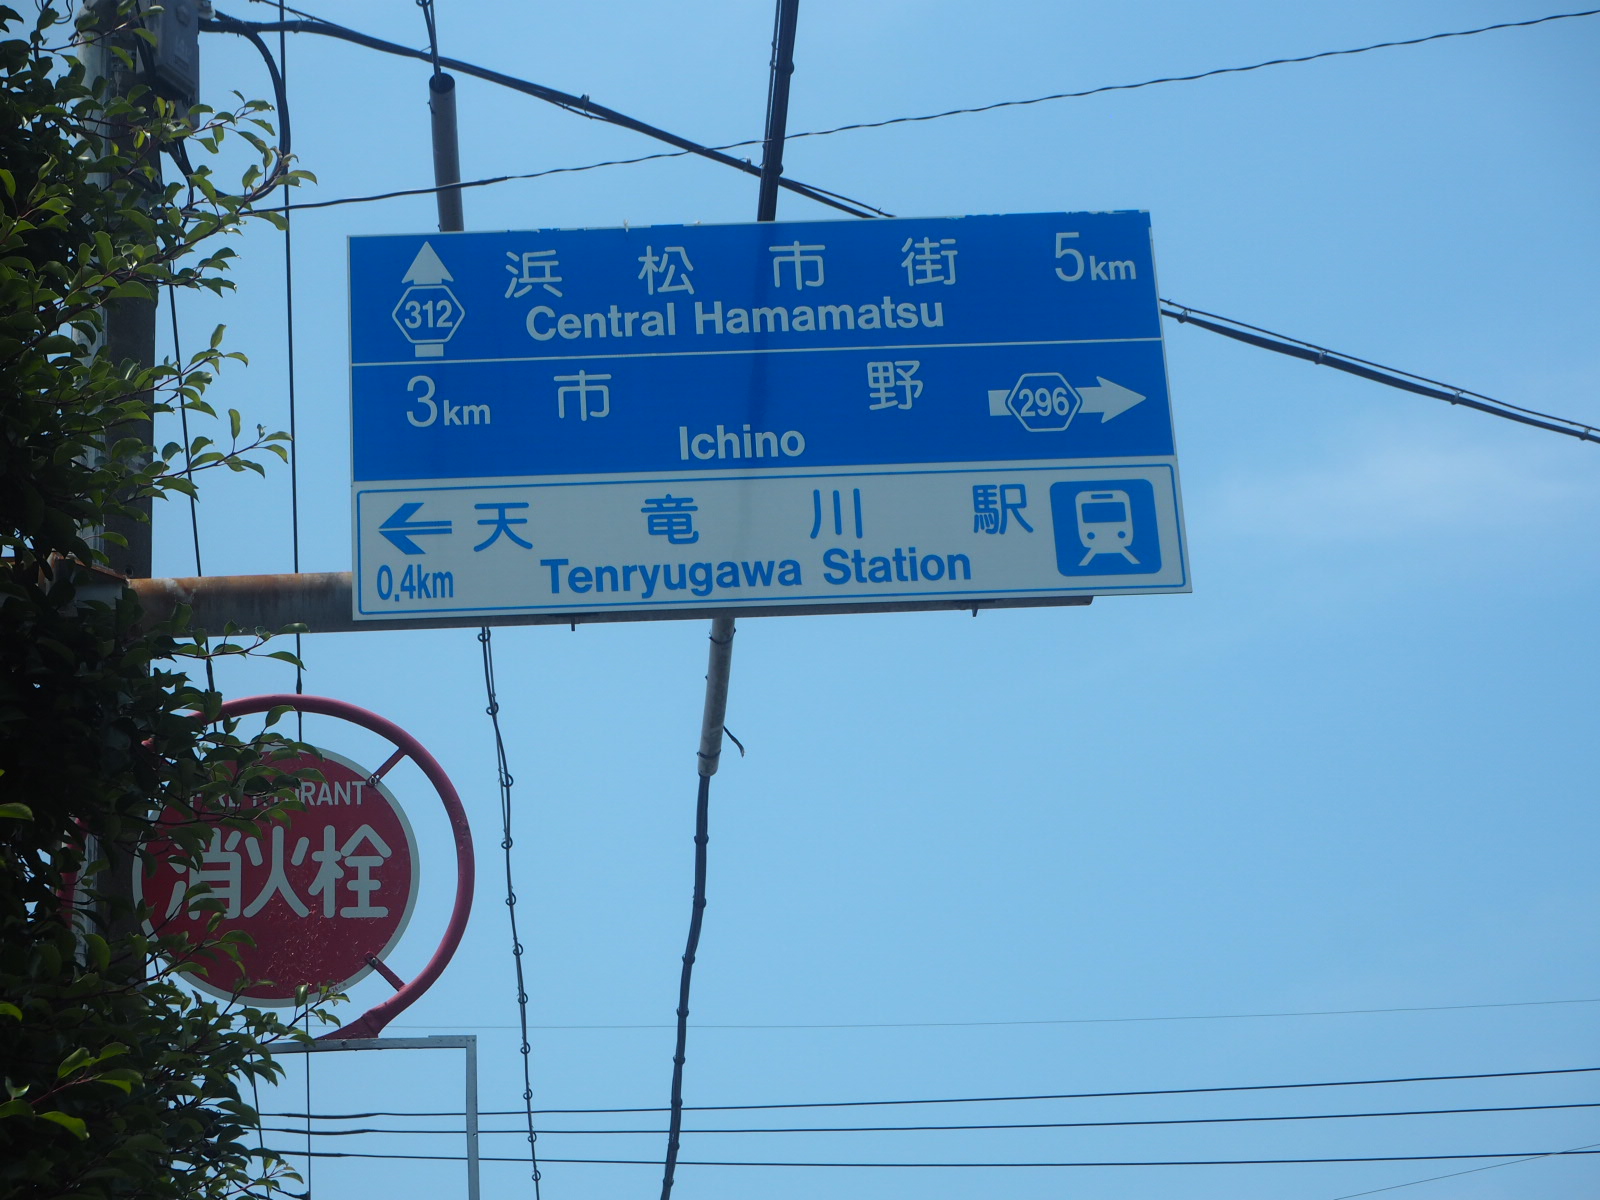 312 浜松市街 5km
Central Hamamatsu
3km 市野 296
Ichino
天竜川駅
0.4km Tenryugawa Station
消火栓